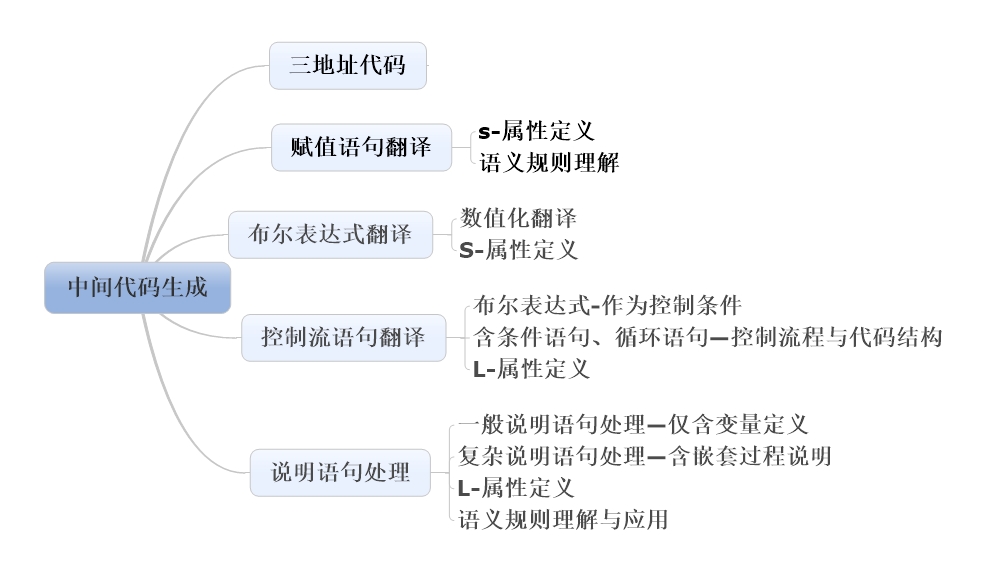 三地址代码
赋值语句翻译
s-属性定义
语义规则理解
布尔表达式翻译
数值化翻译
S-属性定义
中间代码生成
控制流语句翻译
布尔表达式-作为控制条件
含条件语句、循环语句—控制流程与代码结构
L-属性定义
说明语句处理
一般说明语句处理—仅含变量定义
复杂说明语句处理—含嵌套过程说明
L-属性定义
语义规则理解与应用